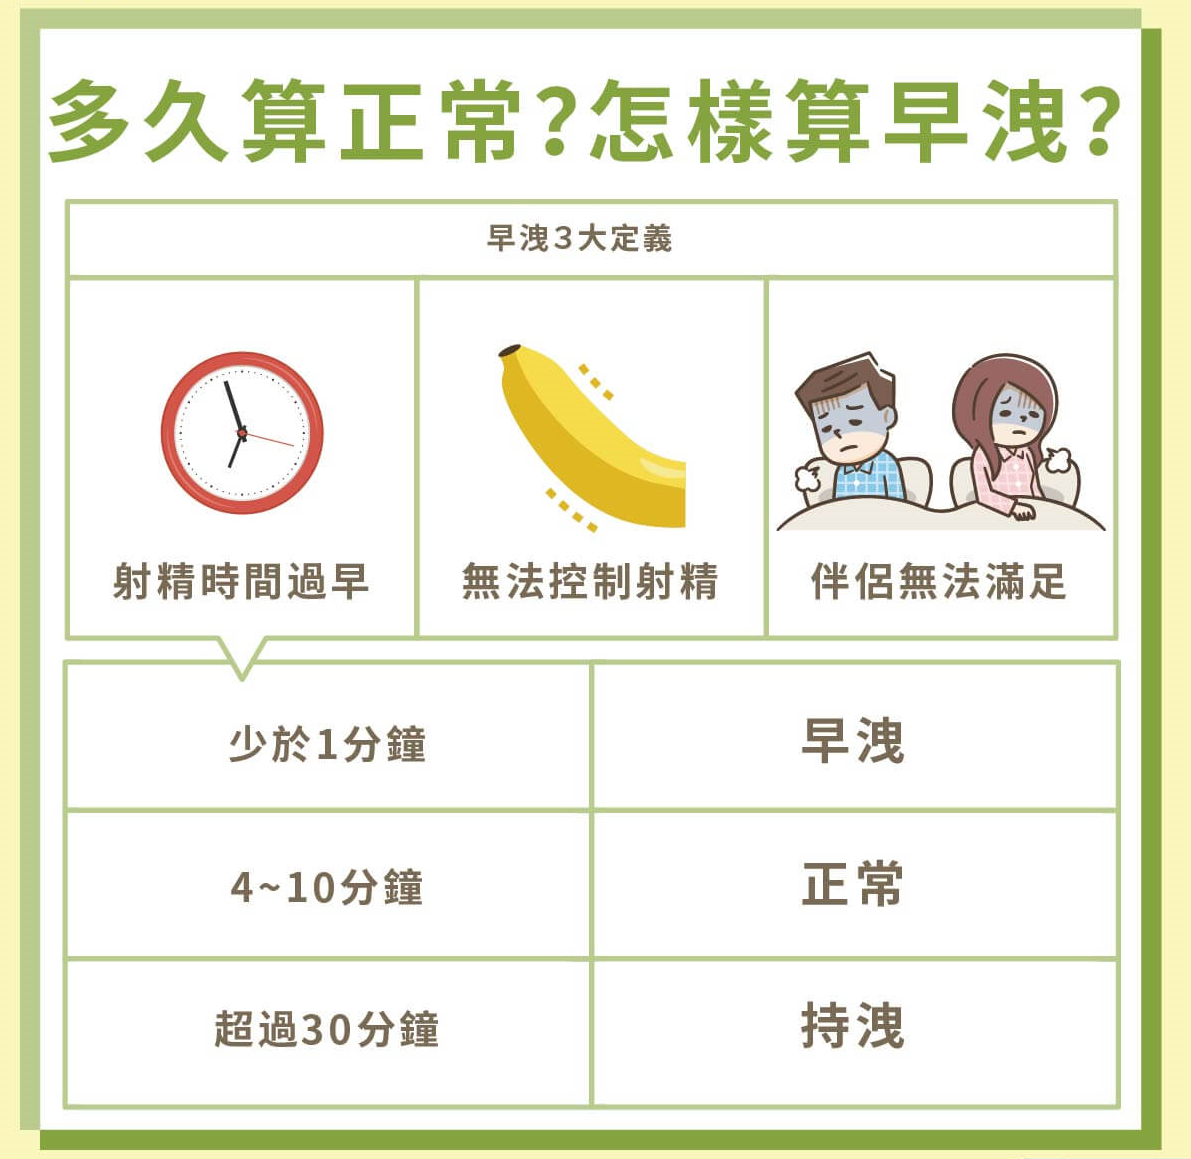 多久算正常?怎樣算早洩?
早洩3大定義
射精時間過早
無法控制射精
伴侶無法滿足
少於1分鐘
早洩
4~10分鐘
正常
超過30分鐘
持洩